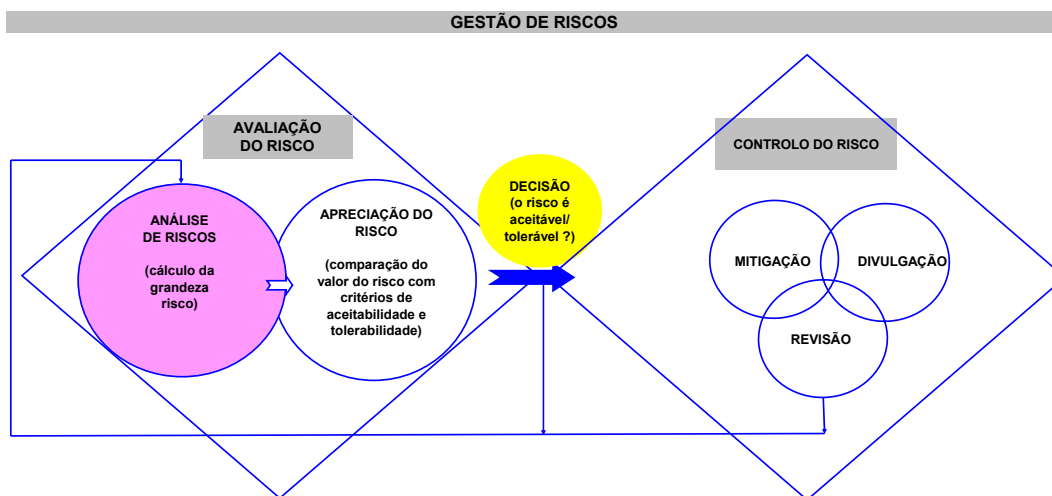 GESTÃO DE RISCOS
AVALIAÇÃO
DO RISCO
ANÁLISE
DE RISCOS
(cálculo da
grandeza
risco)
APRECIAÇÃO DO
RISCO
(comparação do
valor do risco com
critérios de
aceitabilidade e
tolerabilidade)
DECISÃO
(o risco é
aceitável/
tolerável ?)
CONTROLO DO RISCO
MITIGAÇÃO
DIVULGAÇÃO
REVISÃO